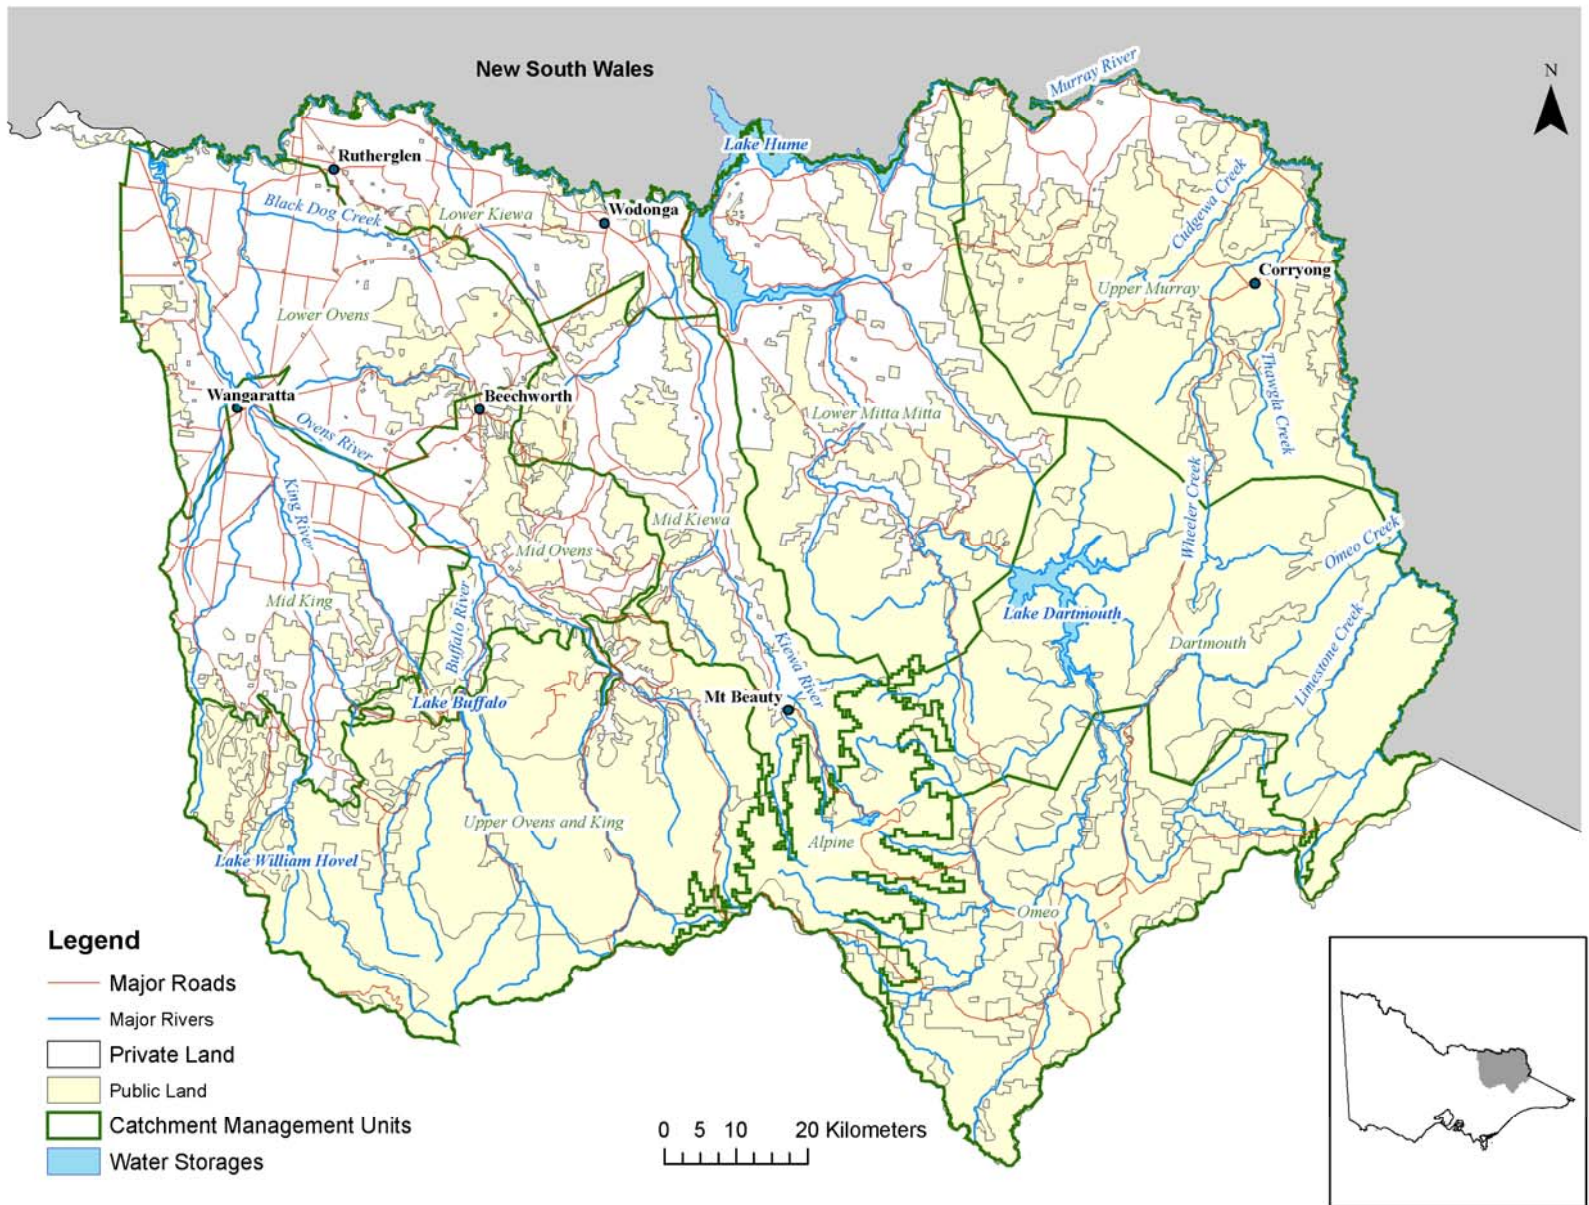 New South Wales
Murray River
N
Lake Hume
Rutherglen
Wodonga
Black Dog Creek
Lower Kiewa
Cudgewa Creek
Corryong
Upper Murray
Lower Ovens
Thawgla Creek
Wangaratta
Beechworth
Lower Mitta Mitta
Ovens River
King River
Mid Kiewa
Wheeler Creek
Mid Ovens
Omeo Creek
Mid King
Buffalo River
Lake Dartmouth
Dartmouth
Limestone Creek
Kiewa River
Mt Beauty
Lake Buffalo
Upper Ovens and King
Alpine
Lake William Hovel
Omeo
Legend
Major Roads
Major Rivers
Private Land
Public Land
Catchment Management Units
Water Storages
0 5 10 20 Kilometers